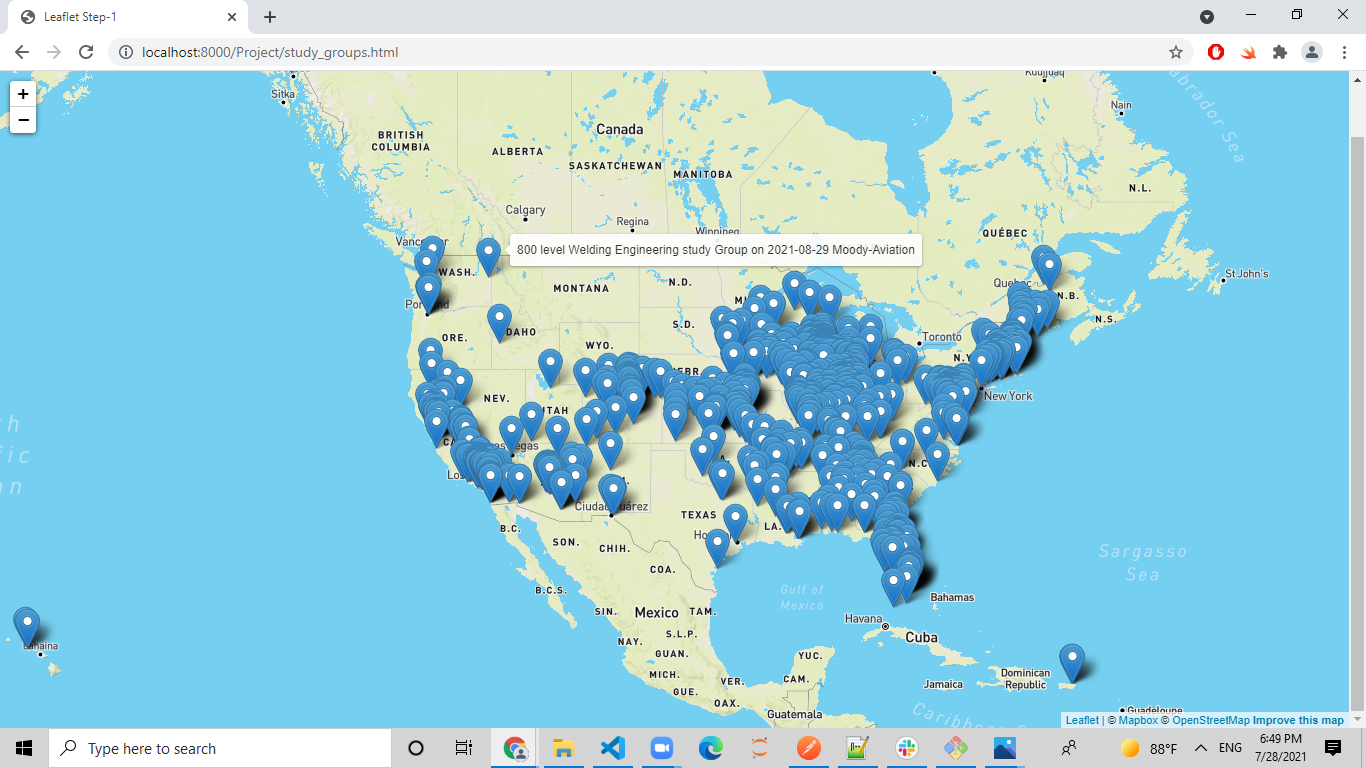 Leaflet Step-1
localhost:8000/Project/study_groups.html
+
−
Sitka
Kuujjuaq
Nain
Labrador Sea
Canada
BRITISH
COLUMBIA
ALBERTA
SASKATCHEWAN
MANITOBA
N.L.
Calgary
Regina
Winnipeg
QUÉBEC
Vancouver
800 level Welding Engineering study Group on 2021-08-29 Moody-Aviation
WASH.
MONTANA
N.D.
St John's
Quebec
N.B.
N.S.
Portland
ORE.
IDAHO
S.D.
WYO.
Toronto
N.Y.
NEBR.
New York
NEV.
UTAH
Las Vegas
N.C.
Ciudad Juárez
TEXAS
LA.
B.C.
SON.
CHIH.
COA.
B.C.S.
SIN.
Mexico
TAM.
Gulf of
Mexico
Sargasso
Sea
Bahamas
Havana
Cuba
NAY.
S.L.P.
GUAN.
YUC.
MICH.
VER.
CAM.
GUE.
OAX.
Guatemala
Jamaica
Dominican
Republic
Guadeloupe
Caribbean
Lahaina
Leaflet | © Mapbox © OpenStreetMap Improve this map
Type here to search
88°F
ENG
6:49 PM
7/28/2021